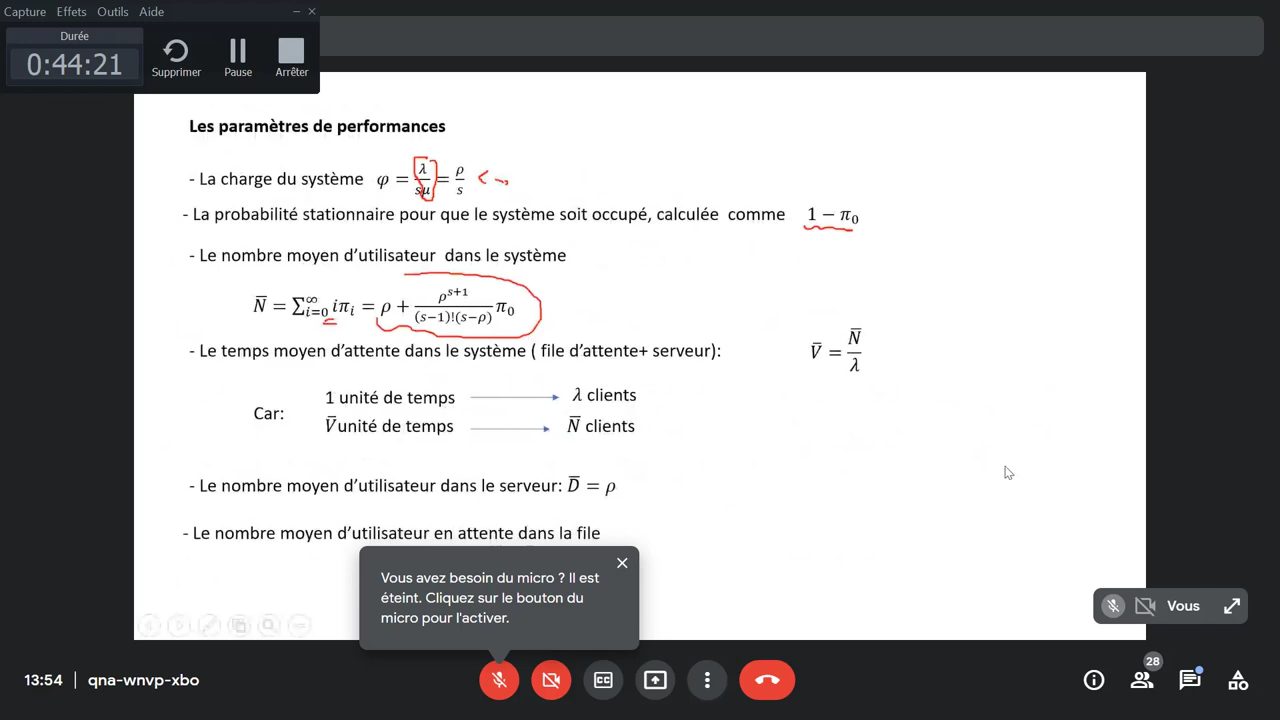 Capture Effets Outils Aide
Durée
0:44:21
Supprimer Pause Arrêter
Les paramètres de performances
- La charge du système φ = λ/sμ = ρ/s <
- La probabilité stationnaire pour que le système soit occupé, calculée comme 1 − π₀
- Le nombre moyen d’utilisateur dans le système
N̅ = ∑_{i=0}^{∞} iπᵢ = ρ + ρ^{s+1}/((s−1)!(s−ρ)) π₀
- Le temps moyen d’attente dans le système ( file d’attente+ serveur): V̅ = N̅/λ
Car:
1 unité de temps λ clients
V̅ unité de temps N̅ clients
- Le nombre moyen d’utilisateur dans le serveur: D̅ = ρ
- Le nombre moyen d’utilisateur en attente dans la file
Vous avez besoin du micro ? Il est
éteint. Cliquez sur le bouton du
micro pour l'activer.
Vous
13:54 qna-wnvp-xbo
28